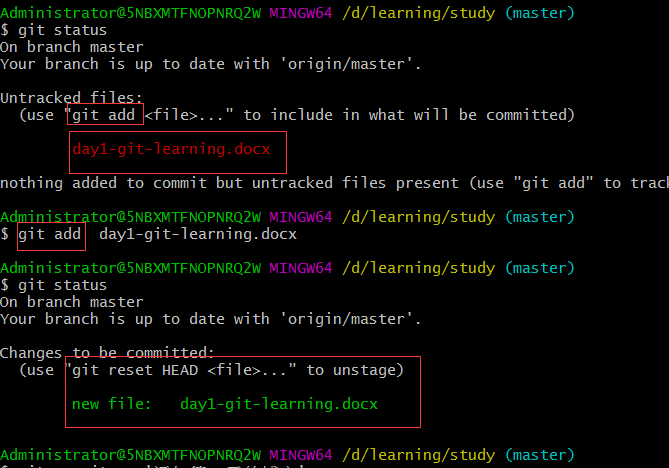 Administrator@5NBXMTFNOPNRQ2W MINGW64 /d/learning/study (master)
$ git status
On branch master
Your branch is up to date with 'origin/master'.
Untracked files:
(use "git add <file>..." to include in what will be committed)
day1-git-learning.docx
nothing added to commit but untracked files present (use "git add" to trac
Administrator@5NBXMTFNOPNRQ2W MINGW64 /d/learning/study (master)
$ git add day1-git-learning.docx
Administrator@5NBXMTFNOPNRQ2W MINGW64 /d/learning/study (master)
$ git status
On branch master
Your branch is up to date with 'origin/master'.
Changes to be committed:
(use "git reset HEAD <file>..." to unstage)
new file: day1-git-learning.docx
Administrator@5NBXMTFNOPNRQ2W MINGW64 /d/learning/study (master)